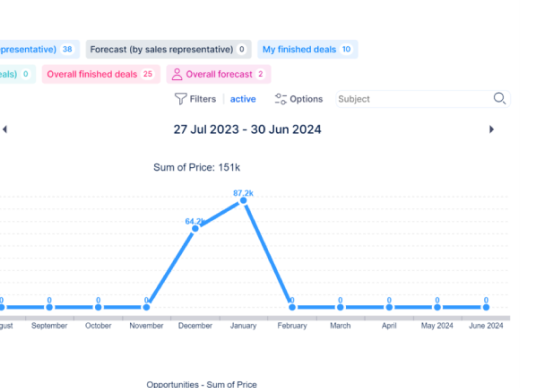 epresentative) 38 Forecast (by sales representative) 0 My finished deals 10
eals) 0 Overall finished deals 25 Overall forecast 2
Filters active Options Subject
27 Jul 2023 - 30 Jun 2024
Sum of Price: 151k
87,2k
64,2k
0 0 0 0 0 0 0 0 0
gust September October November December January February March April May 2024 June 2024
Opportunities - Sum of Price